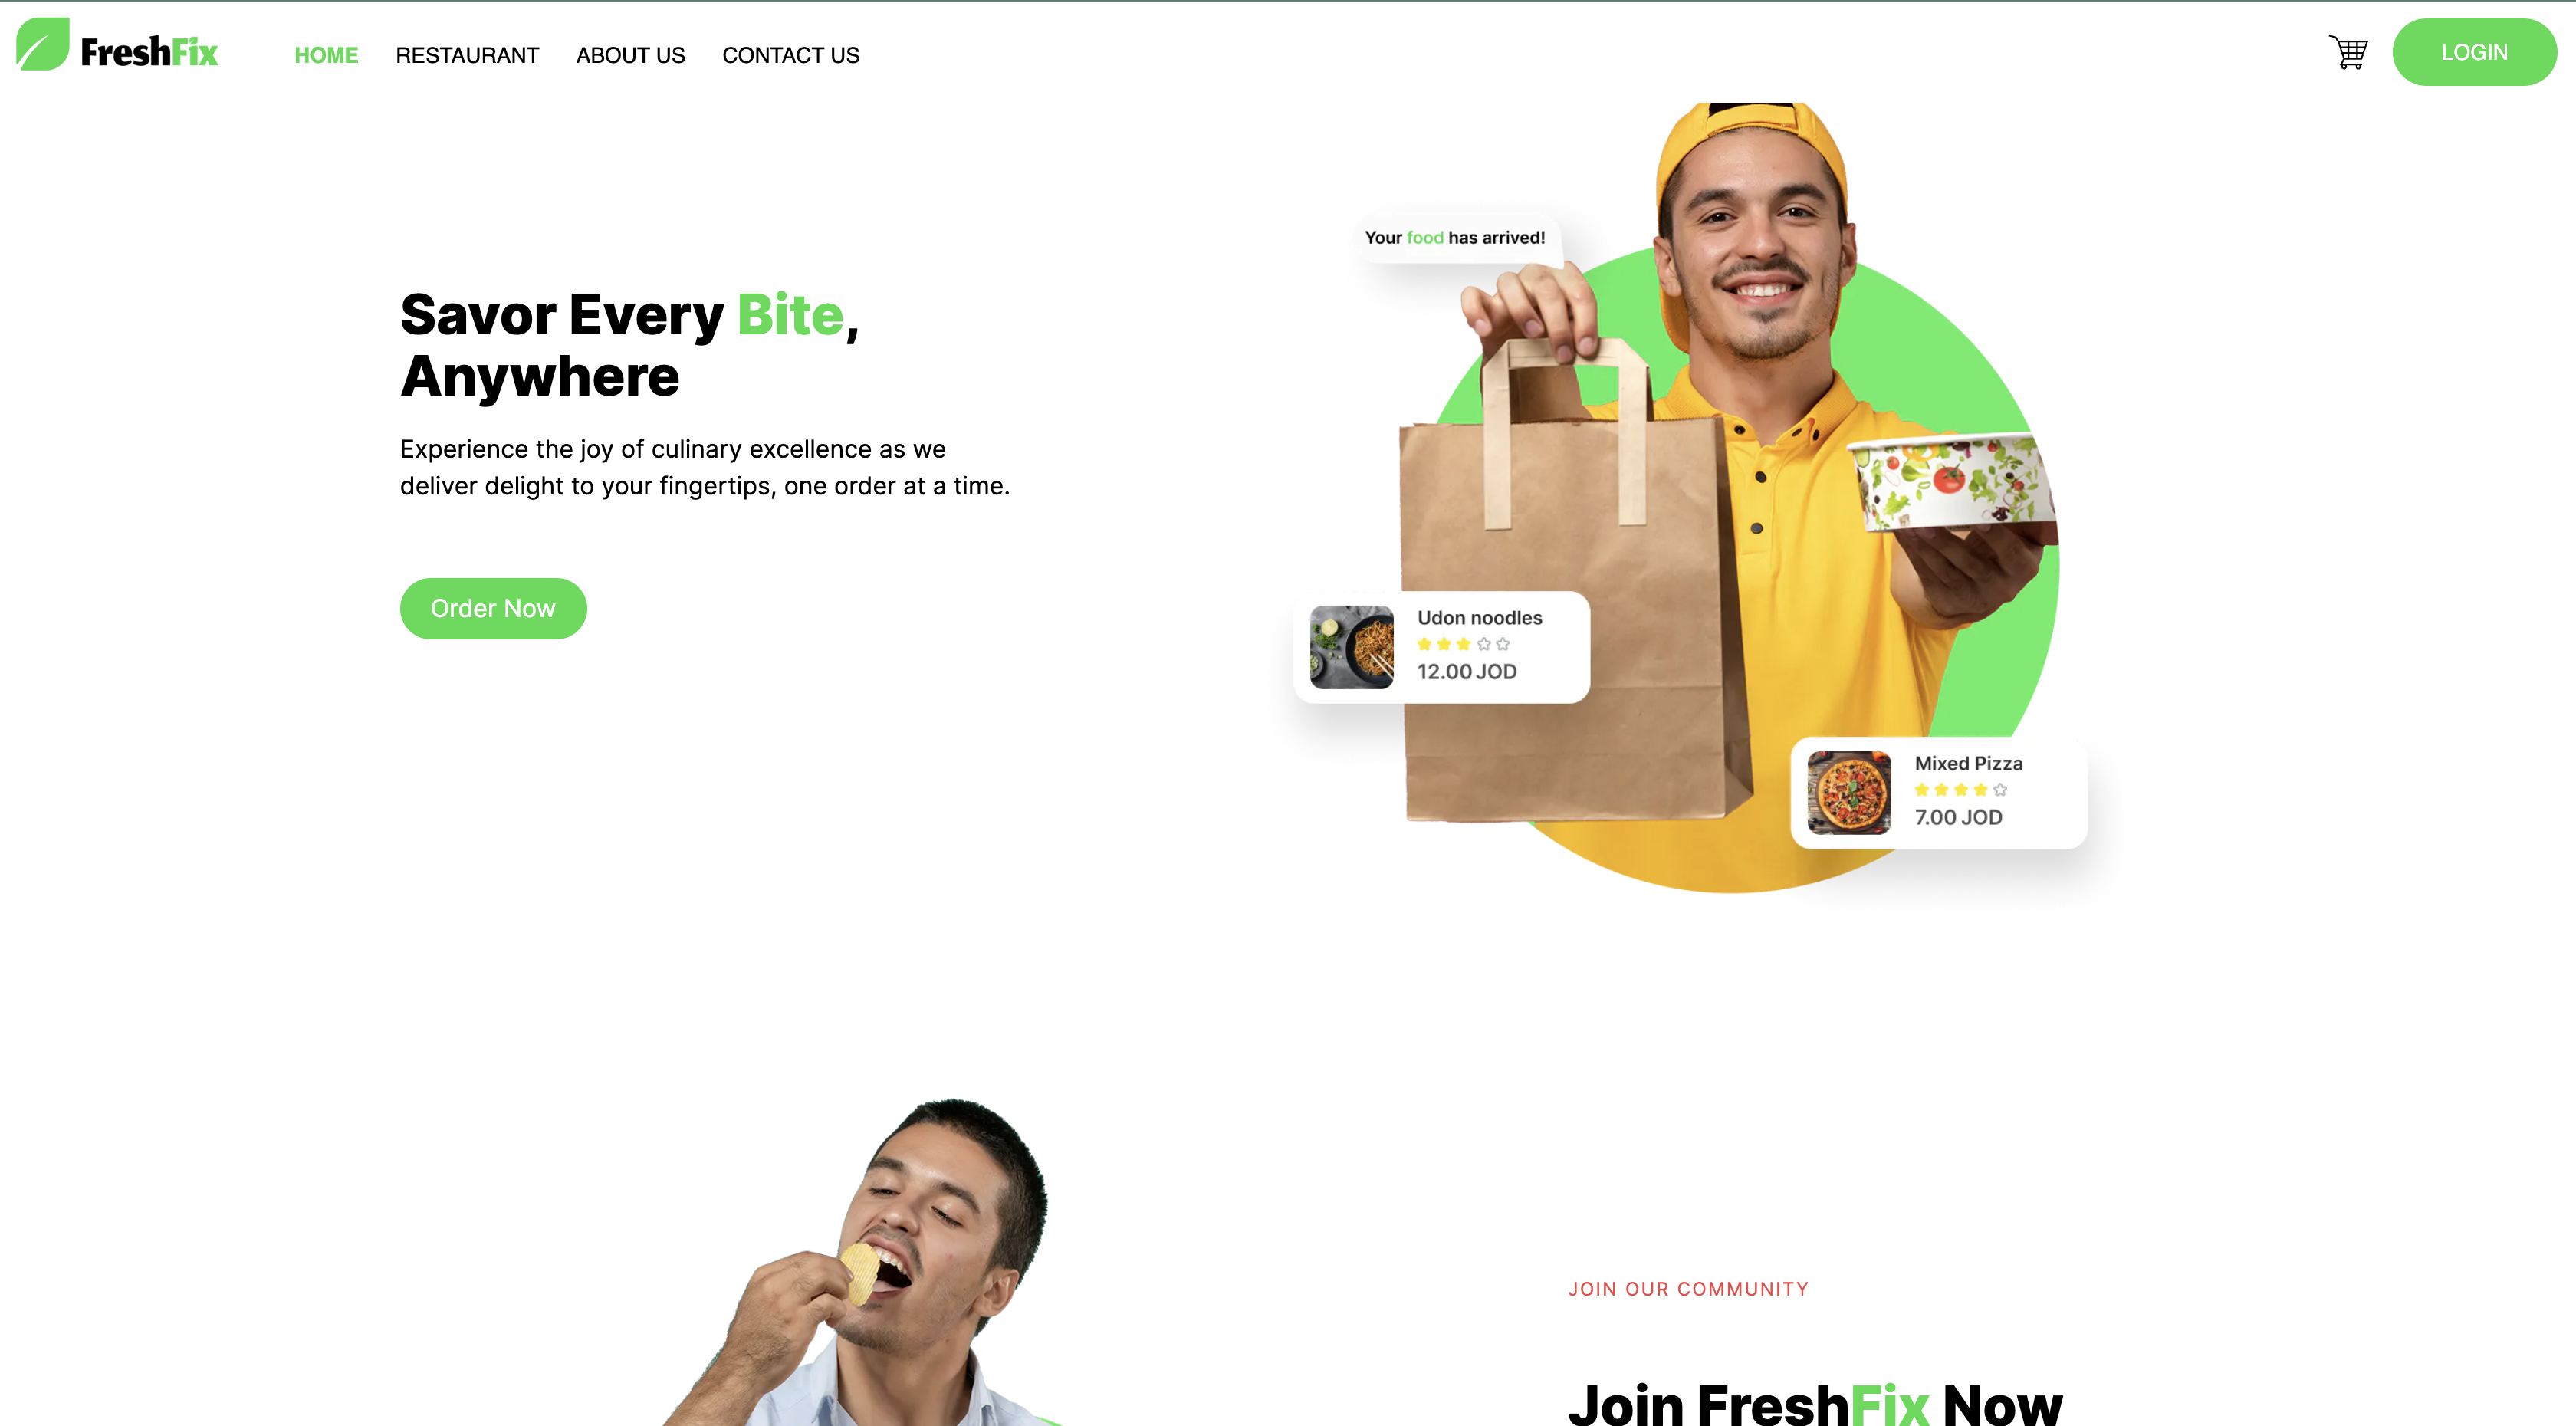 FreshFix
HOME
RESTAURANT
ABOUT US
CONTACT US
LOGIN
Your food has arrived!
Savor Every Bite,
Anywhere
Experience the joy of culinary excellence as we
deliver delight to your fingertips, one order at a time.
Order Now
Udon noodles
12.00 JOD
Mixed Pizza
7.00 JOD
JOIN OUR COMMUNITY
Join FreshFix Now